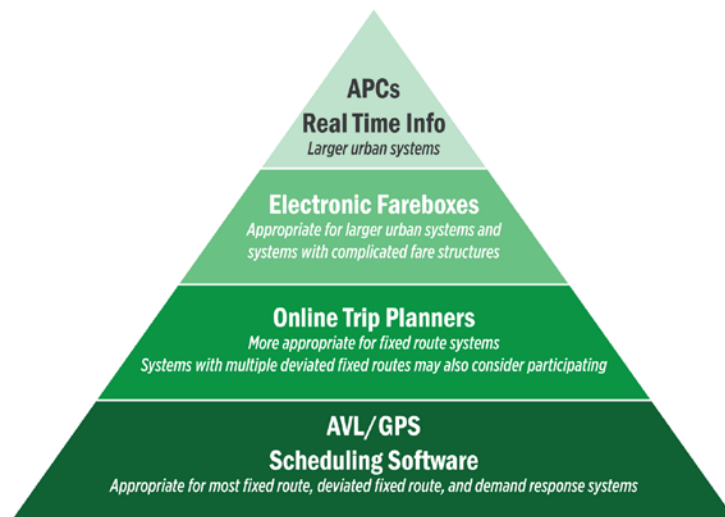 APCs
Real Time Info
Larger urban systems
Electronic Fareboxes
Appropriate for larger urban systems and
systems with complicated fare structures
Online Trip Planners
More appropriate for fixed route systems
Systems with multiple deviated fixed routes may also consider participating
AVL/GPS
Scheduling Software
Appropriate for most fixed route, deviated fixed route, and demand response systems